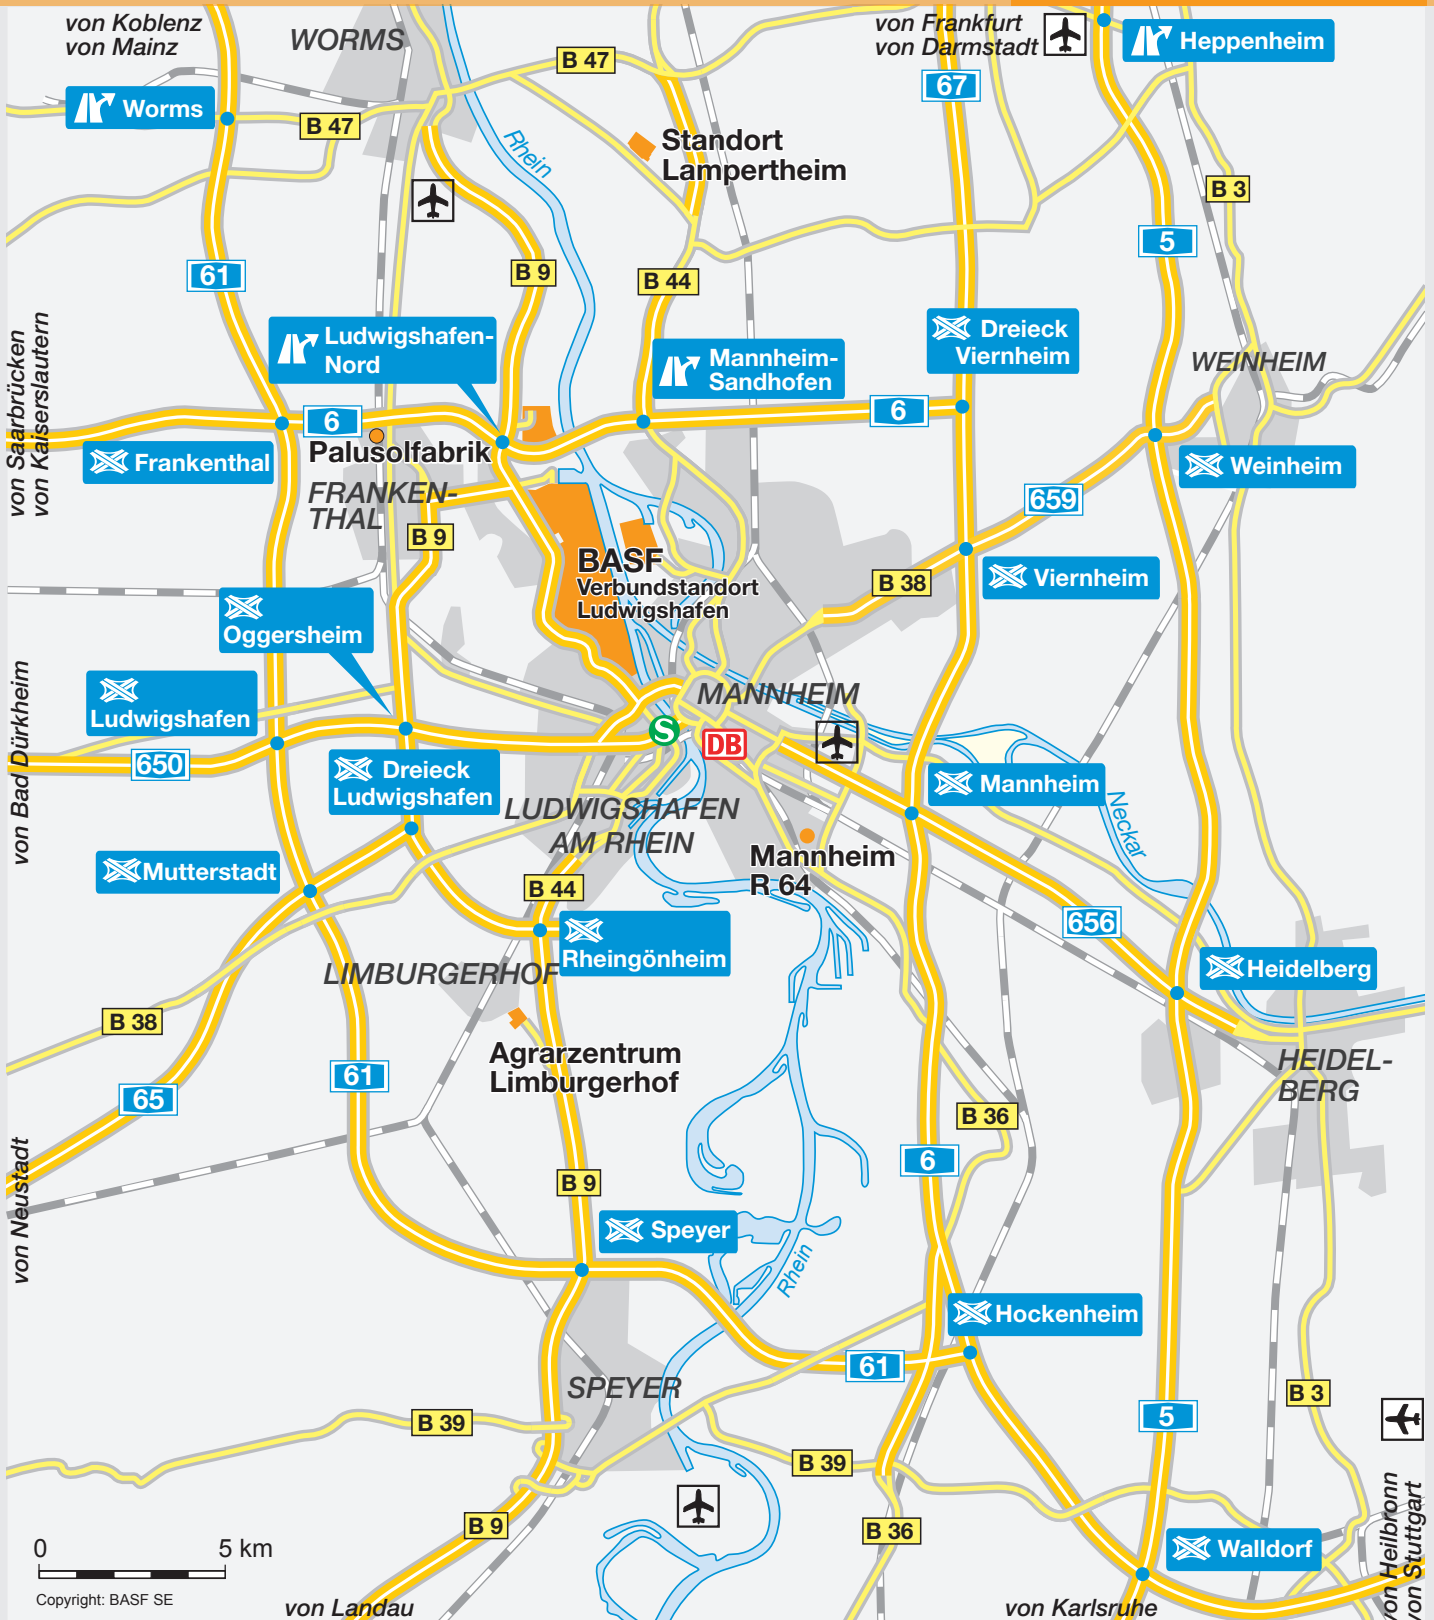 von Koblenz
von Mainz
WORMS
B 47
von Frankfurt
von Darmstadt
Heppenheim
67
Worms
B 47
Rhein
Standort
Lampertheim
B 3
5
61
B 9
B 44
Ludwigshafen-
Nord
Mannheim-
Sandhofen
Dreieck
Viernheim
WEINHEIM
von Saarbrücken
von Kaiserslautern
6
6
Frankenthal
Palusolfabrik
Weinheim
FRANKEN-
THAL
659
B 9
BASF
Verbundstandort
Ludwigshafen
B 38
Viernheim
Oggersheim
von Bad Dürkheim
Ludwigshafen
MANNHEIM
S
DB
650
Dreieck
Ludwigshafen
Mannheim
Neckar
LUDWIGSHAFEN
AM RHEIN
Mutterstadt
Mannheim
R 64
B 44
656
Rheingönheim
Heidelberg
LIMBURGERHOF
B 38
Agrarzentrum
Limburgerhof
61
HEIDEL-
BERG
65
B 36
6
von Neustadt
B 9
Speyer
Rhein
Hockenheim
61
SPEYER
B 3
5
B 39
B 39
B 9
B 36
Walldorf
von Heilbronn
von Stuttgart
0 5 km
Copyright: BASF SE
von Landau
von Karlsruhe